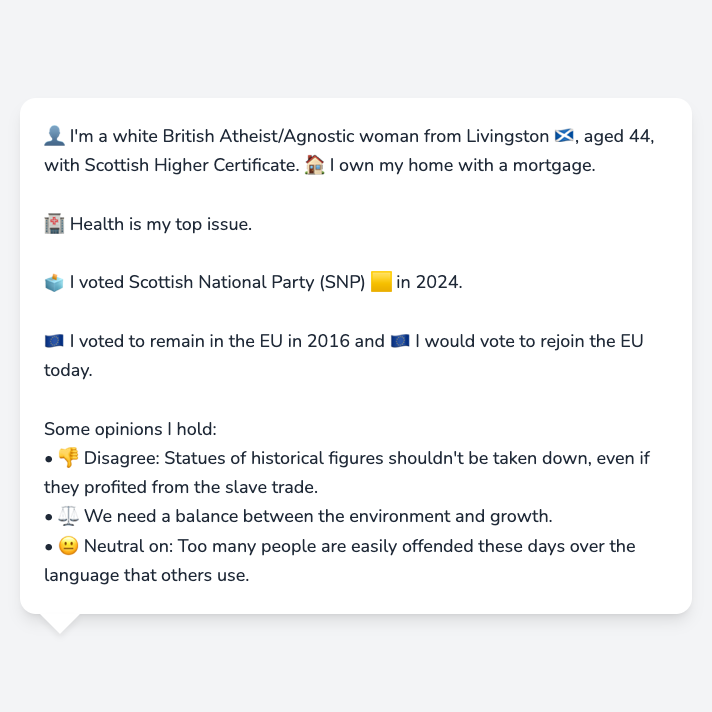 👤 I'm a white British Atheist/Agnostic woman from Livingston 🏴󠁧󠁢󠁳󠁣󠁴󠁿, aged 44,
with Scottish Higher Certificate. 🏠 I own my home with a mortgage.
🏥 Health is my top issue.
🗳️ I voted Scottish National Party (SNP) 🟨 in 2024.
🇪🇺 I voted to remain in the EU in 2016 and 🇪🇺 I would vote to rejoin the EU
today.
Some opinions I hold:
• 👎 Disagree: Statues of historical figures shouldn't be taken down, even if
they profited from the slave trade.
• ⚖️ We need a balance between the environment and growth.
• 😐 Neutral on: Too many people are easily offended these days over the
language that others use.